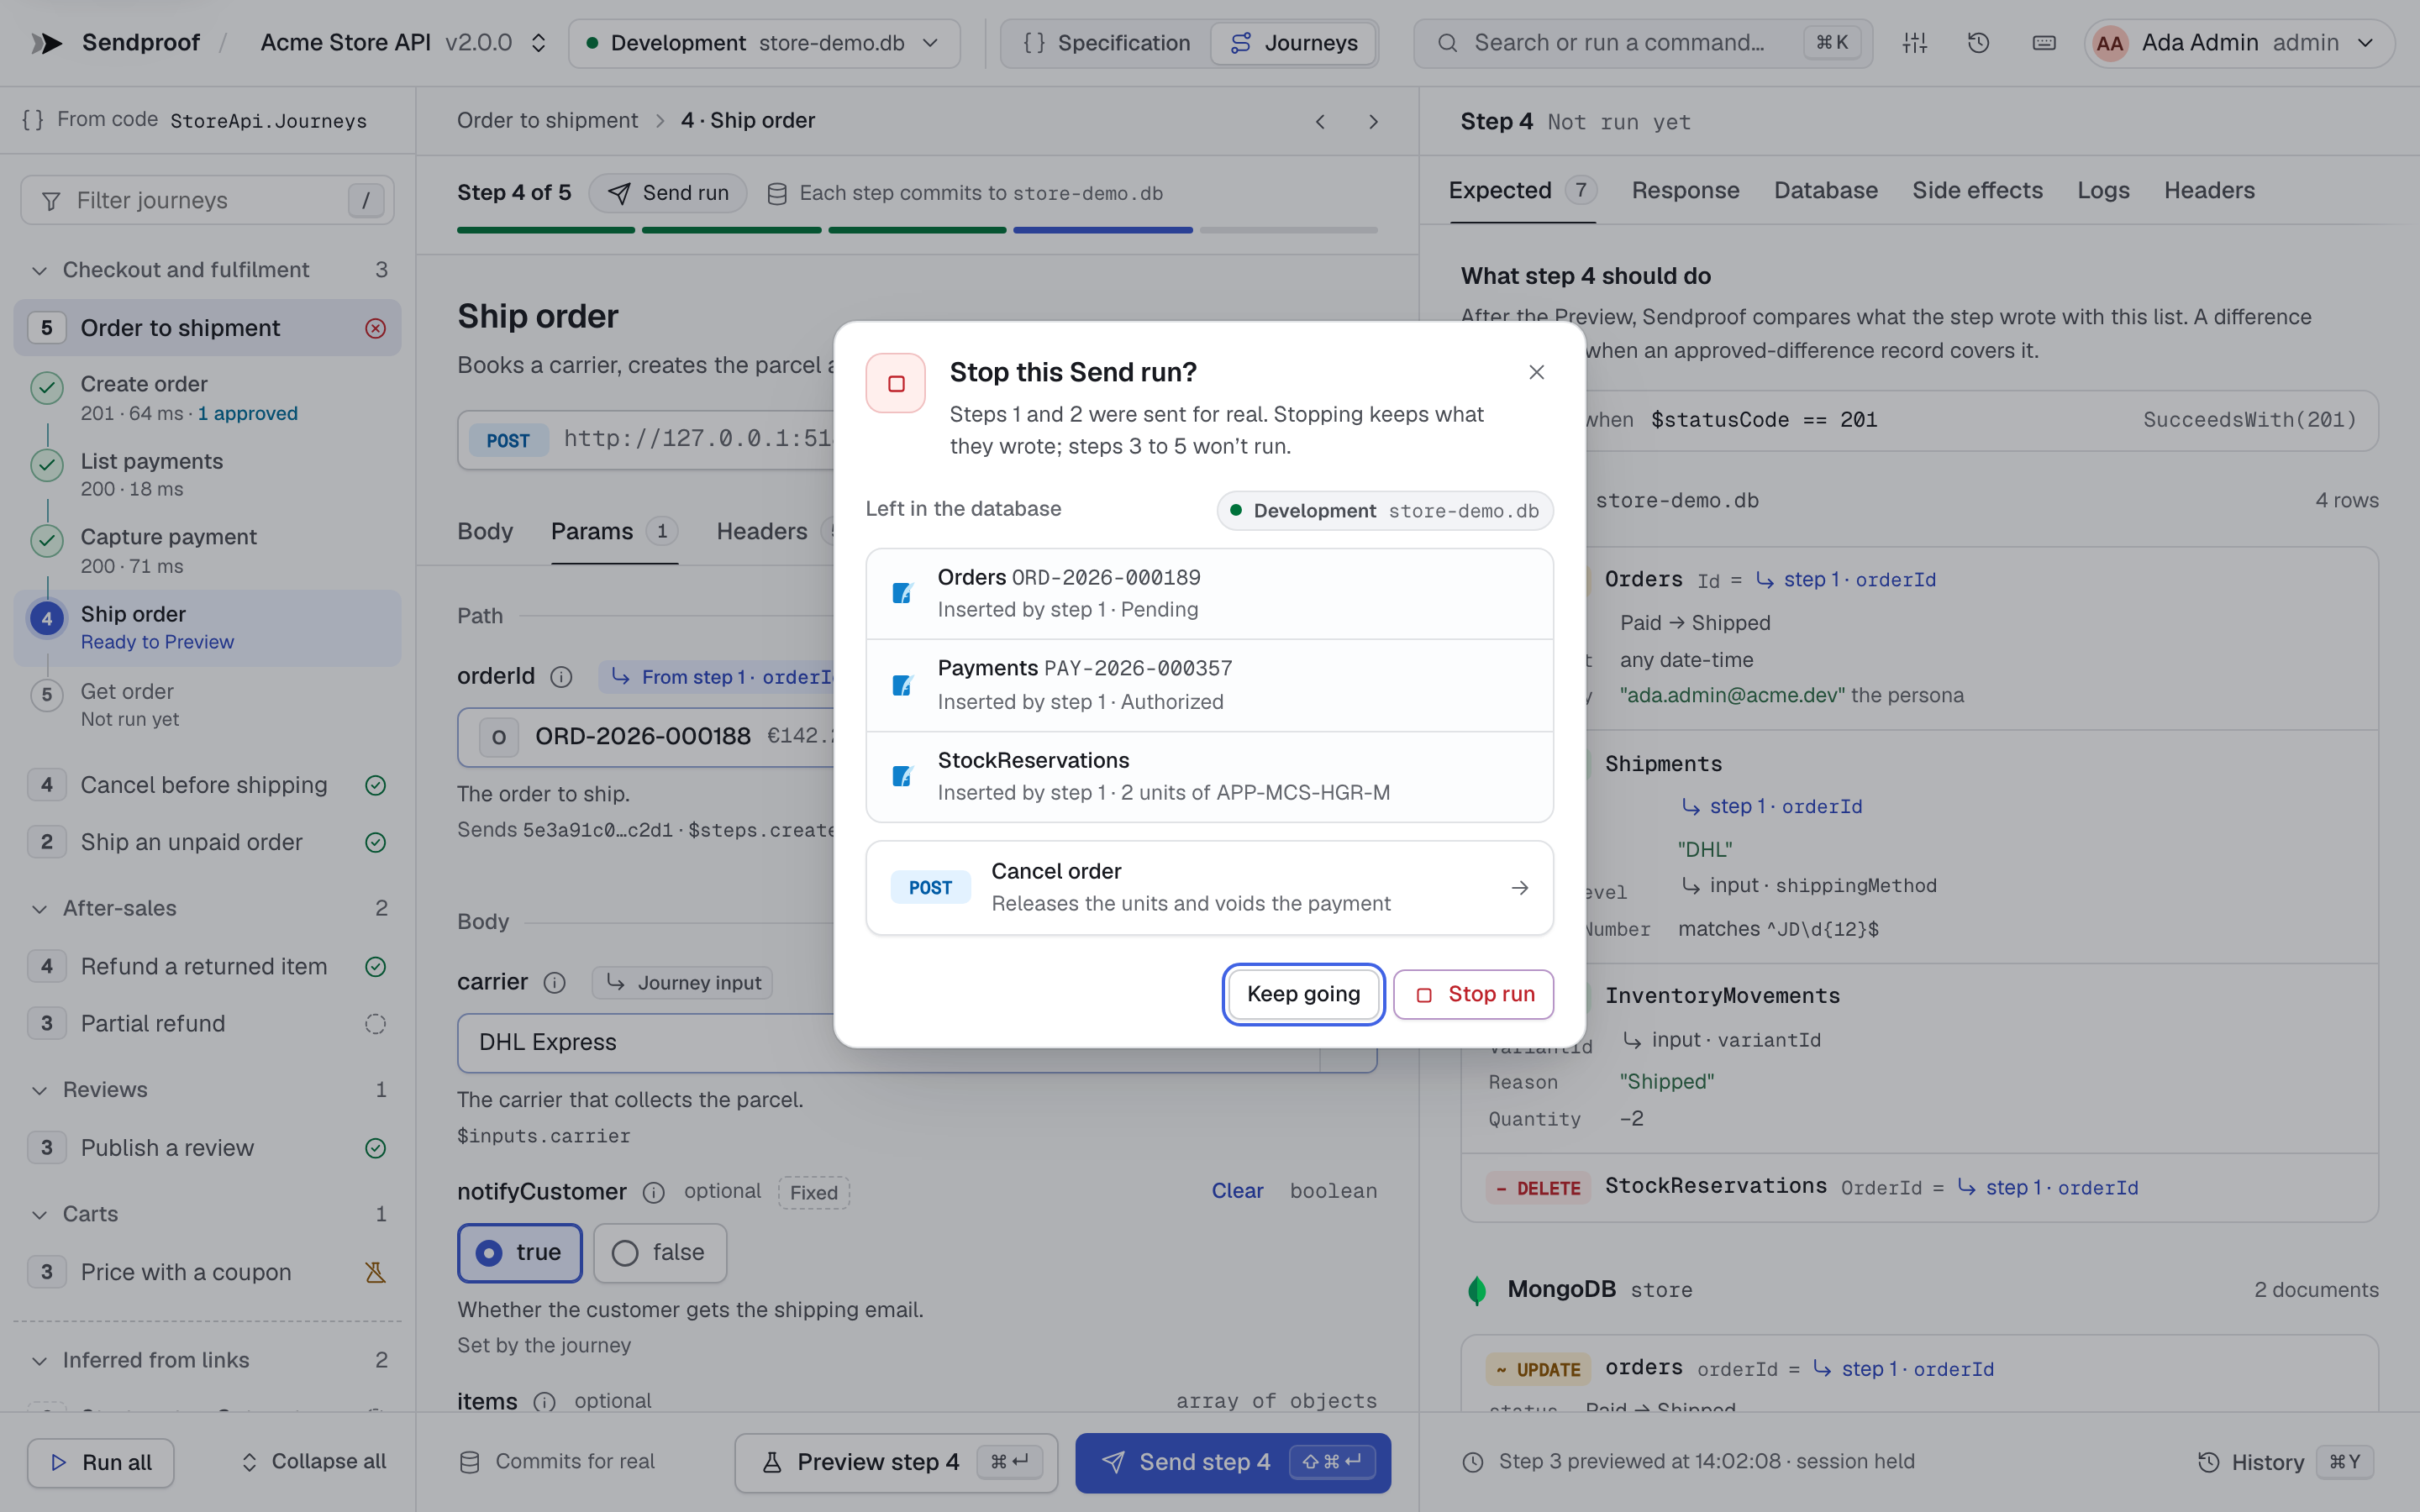 Sendproof / Acme Store API v2.0.0
Development store-demo.db
{ } Specification
Journeys
Search or run a command... ⌘K
AA Ada Admin admin
{ } From code StoreApi.Journeys
Filter journeys /
Checkout and fulfilment 3
5 Order to shipment
Create order
201 · 64 ms · 1 approved
List payments
200 · 18 ms
Capture payment
200 · 71 ms
4 Ship order
Ready to Preview
5 Get order
Not run yet
4 Cancel before shipping
2 Ship an unpaid order
After-sales 2
4 Refund a returned item
3 Partial refund
Reviews 1
3 Publish a review
Carts 1
3 Price with a coupon
Inferred from links 2
Run all
Collapse all
Order to shipment > 4 · Ship order
Step 4 of 5
Send run
Each step commits to store-demo.db
Ship order
Books a carrier, creates the parcel
POST http://127.0.0.1:51
Body
Params 1
Headers
Path
orderId
From step 1 · orderI
O ORD-2026-000188 €142.
The order to ship.
Sends 5e3a91c0…c2d1 · $steps.create
Body
carrier
Journey input
DHL Express
The carrier that collects the parcel.
$inputs.carrier
notifyCustomer optional Fixed Clear boolean
true
false
Whether the customer gets the shipping email.
Set by the journey
items optional array of objects
Commits for real
Preview step 4 ⌘↵
Send step 4 ⇧⌘↵
Stop this Send run?
Steps 1 and 2 were sent for real. Stopping keeps what
they wrote; steps 3 to 5 won’t run.
Left in the database
Development store-demo.db
Orders ORD-2026-000189
Inserted by step 1 · Pending
Payments PAY-2026-000357
Inserted by step 1 · Authorized
StockReservations
Inserted by step 1 · 2 units of APP-MCS-HGR-M
POST Cancel order
Releases the units and voids the payment
Keep going
Stop run
Step 4 Not run yet
Expected 7
Response
Database
Side effects
Logs
Headers
What step 4 should do
After the Preview, Sendproof compares what the step wrote with this list. A difference
when an approved-difference record covers it.
when $statusCode == 201 SucceedsWith(201)
store-demo.db 4 rows
Orders Id = step 1 · orderId
Paid → Shipped
any date-time
"ada.admin@acme.dev" the persona
Shipments
step 1 · orderId
"DHL"
input · shippingMethod
Number matches ^JD\d{12}$
InventoryMovements
VariantId input · variantId
Reason "Shipped"
Quantity −2
− DELETE StockReservations OrderId = step 1 · orderId
MongoDB store 2 documents
~ UPDATE orders orderId = step 1 · orderId
status Paid → Shipped
Step 3 previewed at 14:02:08 · session held
History ⌘Y